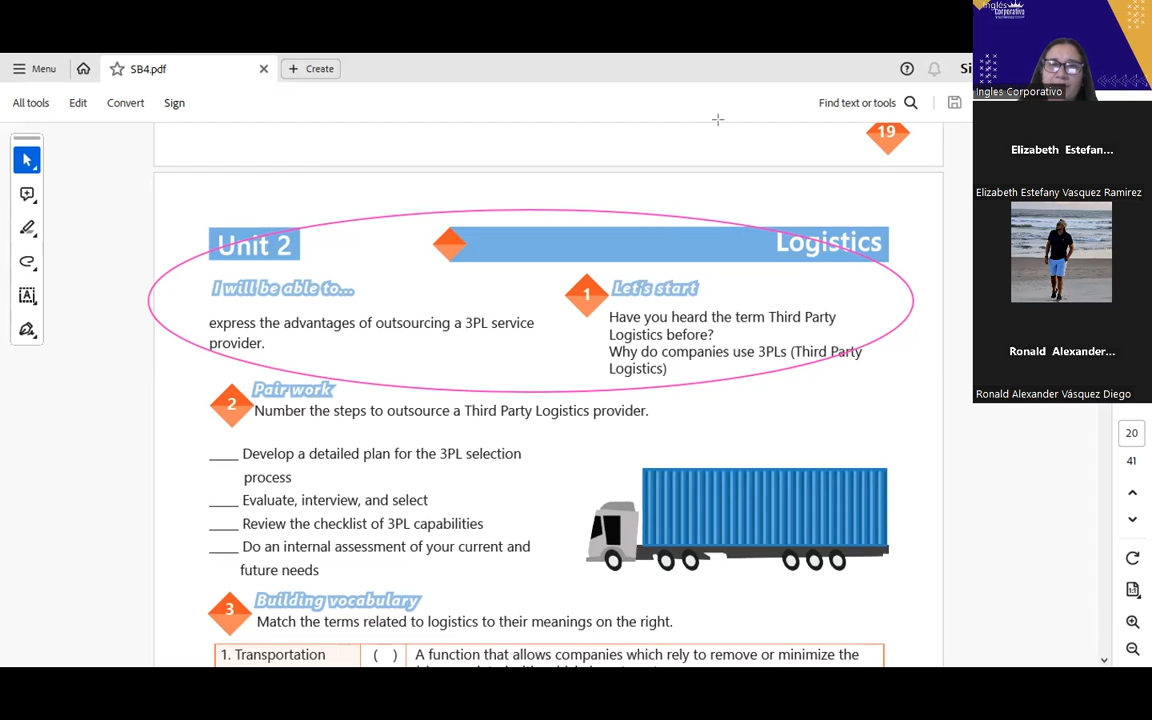 Menu
SB4.pdf
Create
All tools
Edit
Convert
Sign
Find text or tools
19
Unit 2
Logistics
I will be able to...
express the advantages of outsourcing a 3PL service
provider.
1
Let's start
Have you heard the term Third Party
Logistics before?
Why do companies use 3PLs (Third Party
Logistics)
2
Pair work
Number the steps to outsource a Third Party Logistics provider.
____ Develop a detailed plan for the 3PL selection
process
____ Evaluate, interview, and select
____ Review the checklist of 3PL capabilities
____ Do an internal assessment of your current and
future needs
3
Building vocabulary
Match the terms related to logistics to their meanings on the right.
1. Transportation ( ) A function that allows companies which rely to remove or minimize the
Inglés
Corporativo
Ingles Corporativo
Elizabeth Estefan...
Elizabeth Estefany Vasquez Ramirez
Ronald Alexander...
Ronald Alexander Vásquez Diego
20
41